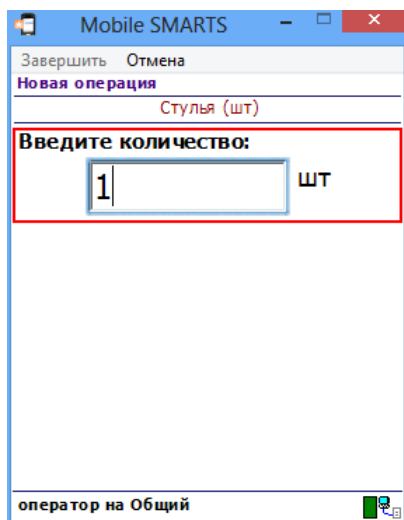 Mobile SMARTS
Завершить Отмена
Новая операция
Стулья (шт)
Введите количество:
1 шт
оператор на Общий